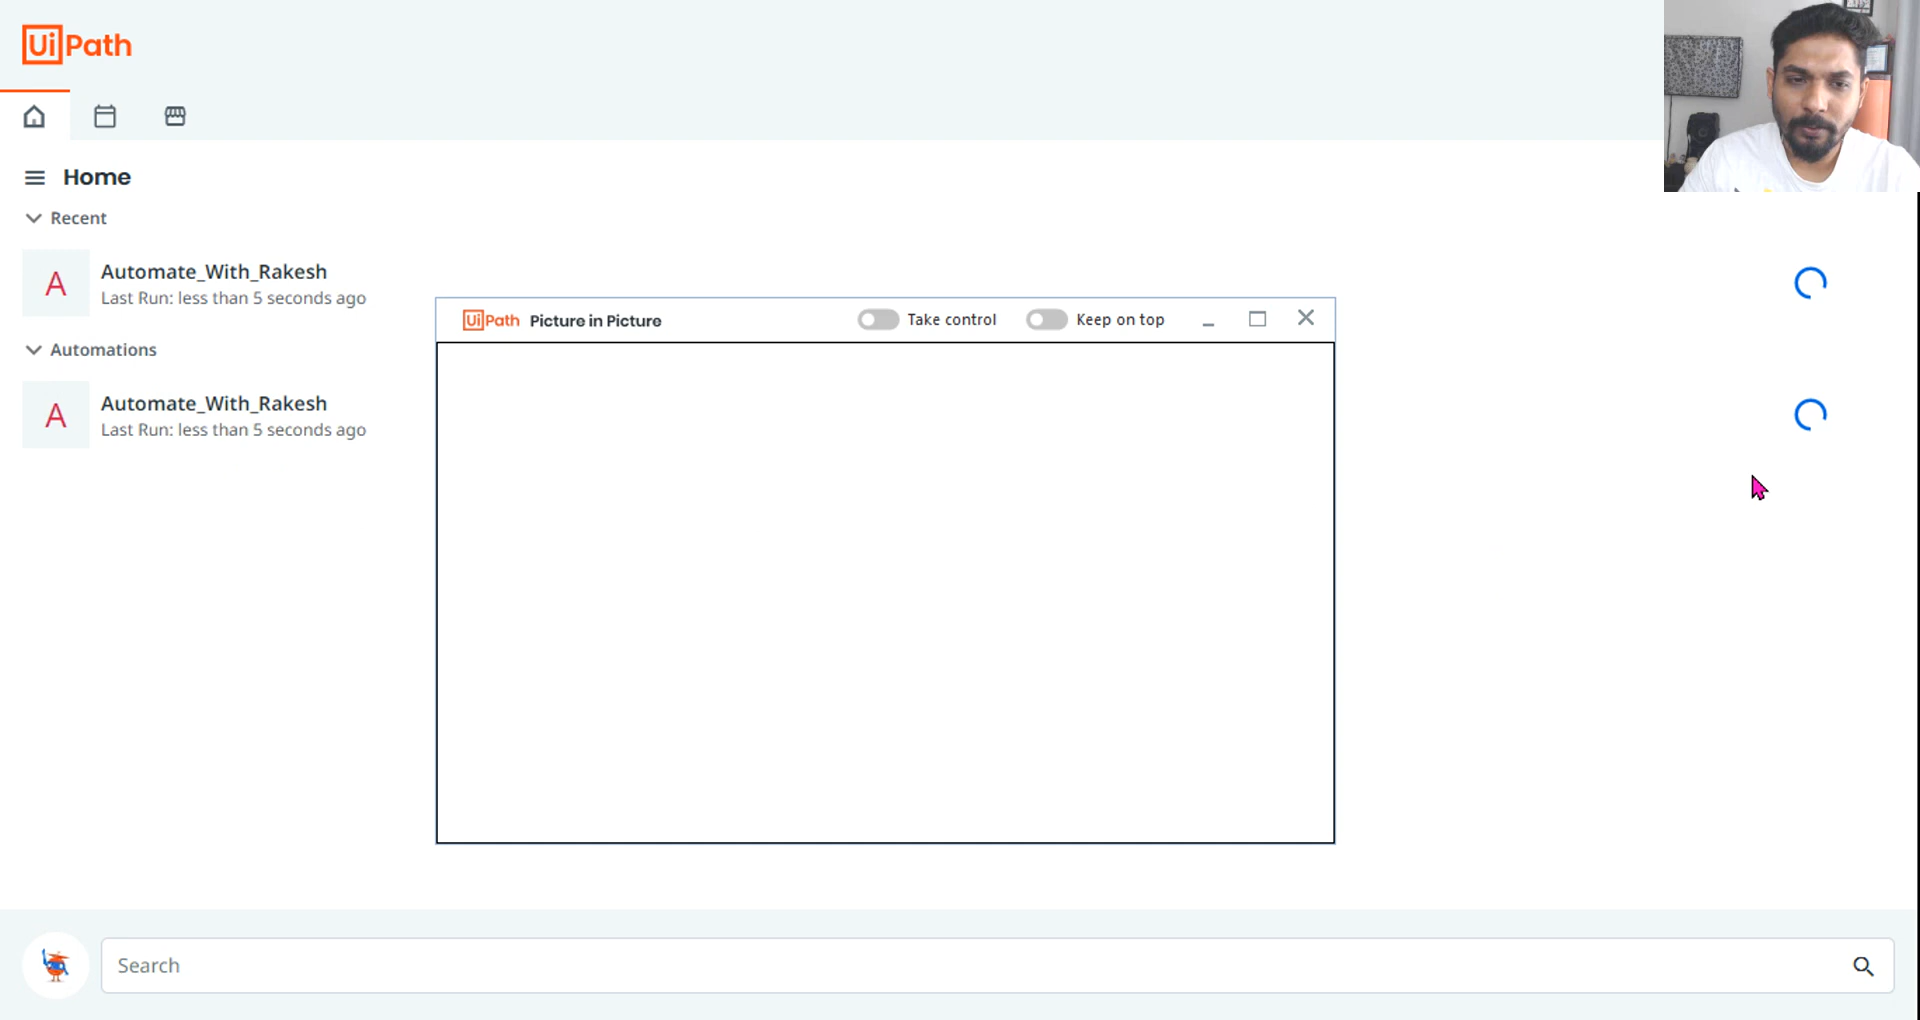 UiPath
Home
Recent
A Automate_With_Rakesh
Last Run: less than 5 seconds ago
UiPath Picture in Picture Take control Keep on top
Automations
A Automate_With_Rakesh
Last Run: less than 5 seconds ago
Search